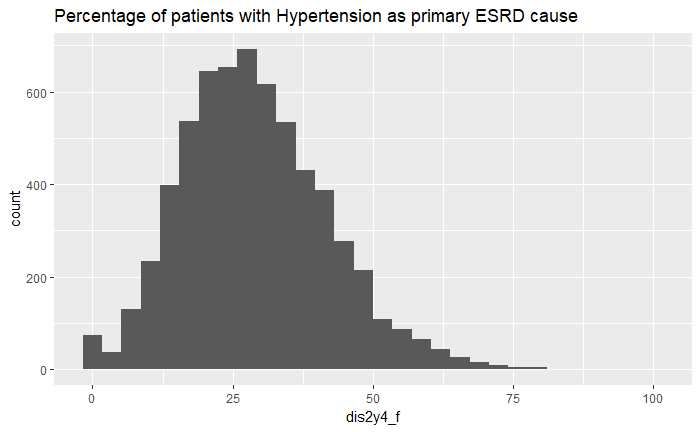 Percentage of patients with Hypertension as primary ESRD cause
600
400
200
0
count
0 25 50 75 100
dis2y4_f